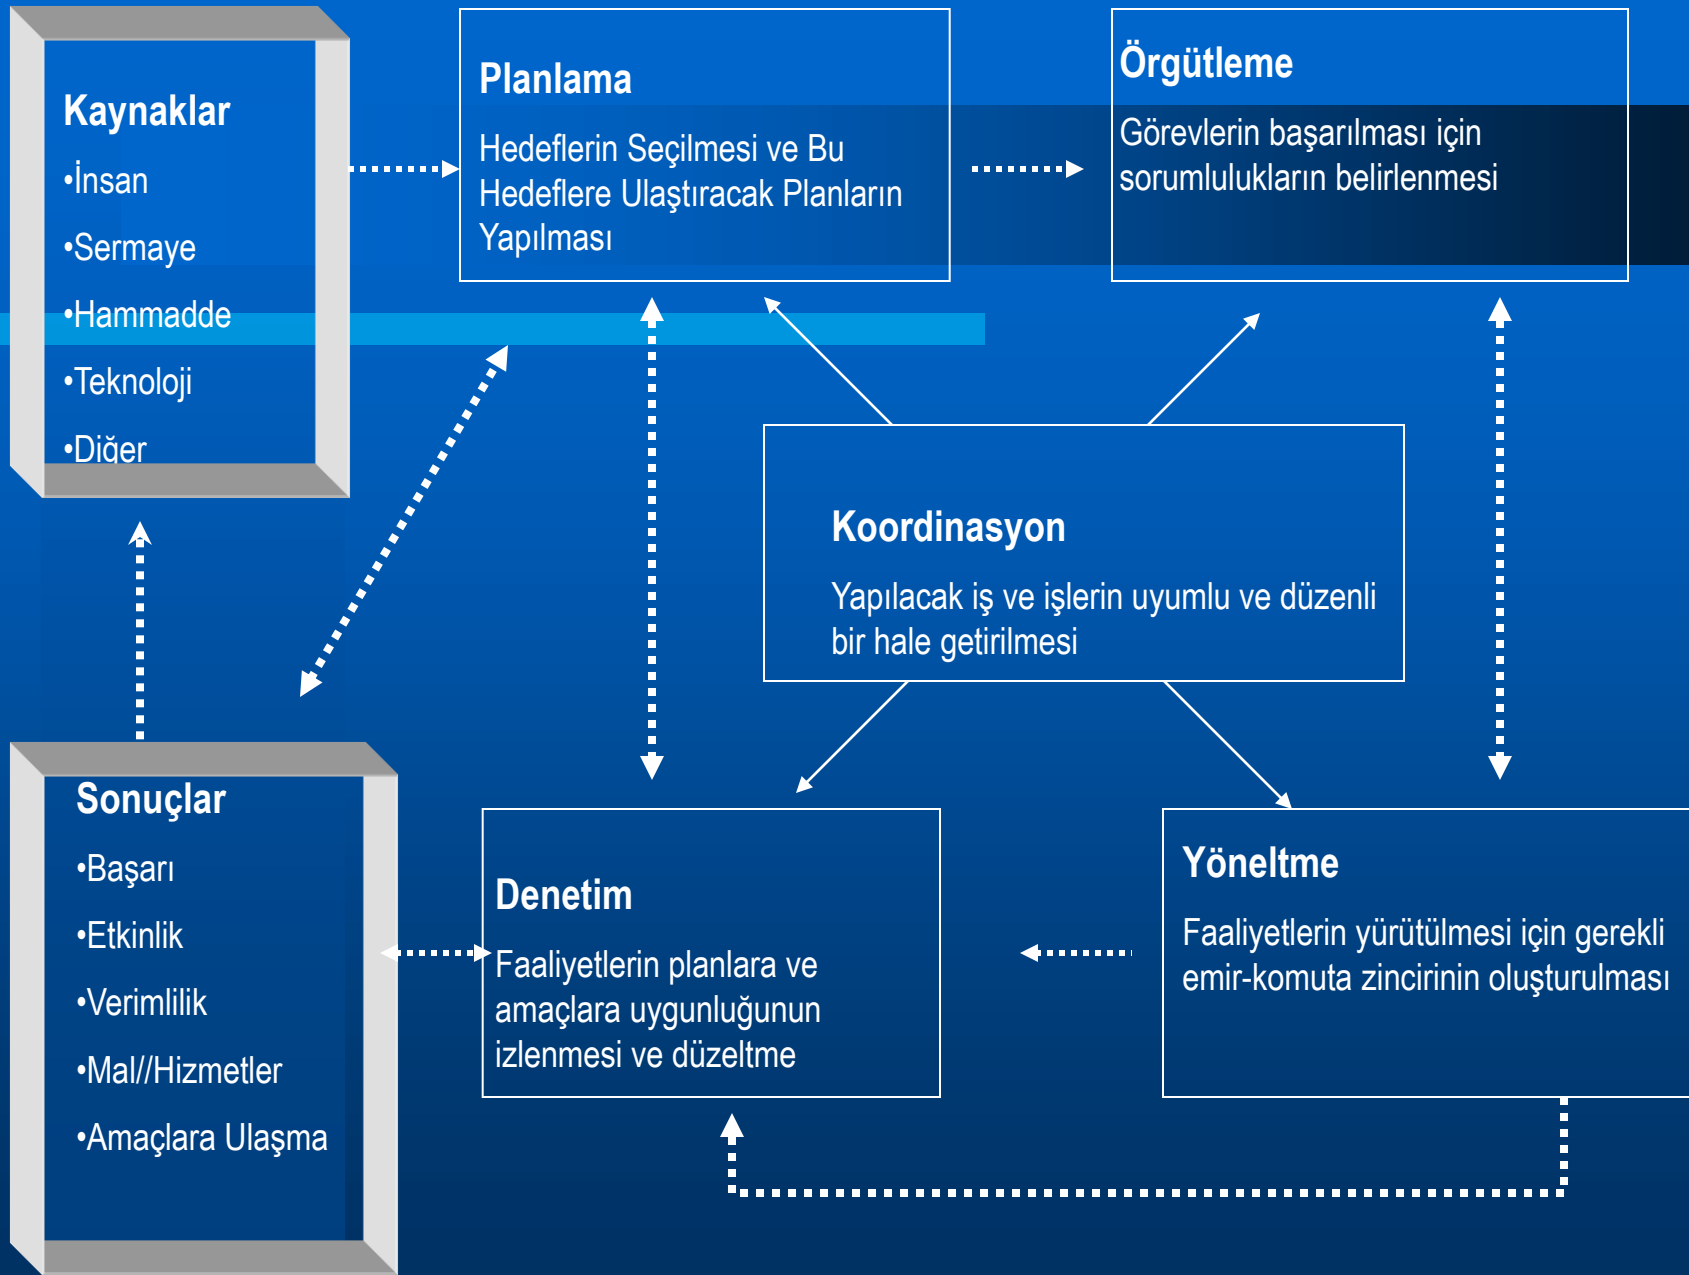 Kaynaklar
•İnsan
•Sermaye
•Hammadde
•Teknoloji
•Diğer
Planlama
Hedeflerin Seçilmesi ve Bu
Hedeflere Ulaştıracak Planların
Yapılması
Örgütleme
Görevlerin başarılması için
sorumlulukların belirlenmesi
Koordinasyon
Yapılacak iş ve işlerin uyumlu ve düzenli
bir hale getirilmesi
Sonuçlar
•Başarı
•Etkinlik
•Verimlilik
•Mal//Hizmetler
•Amaçlara Ulaşma
Denetim
Faaliyetlerin planlara ve
amaçlara uygunluğunun
izlenmesi ve düzeltme
Yöneltme
Faaliyetlerin yürütülmesi için gerekli
emir-komuta zincirinin oluşturulması